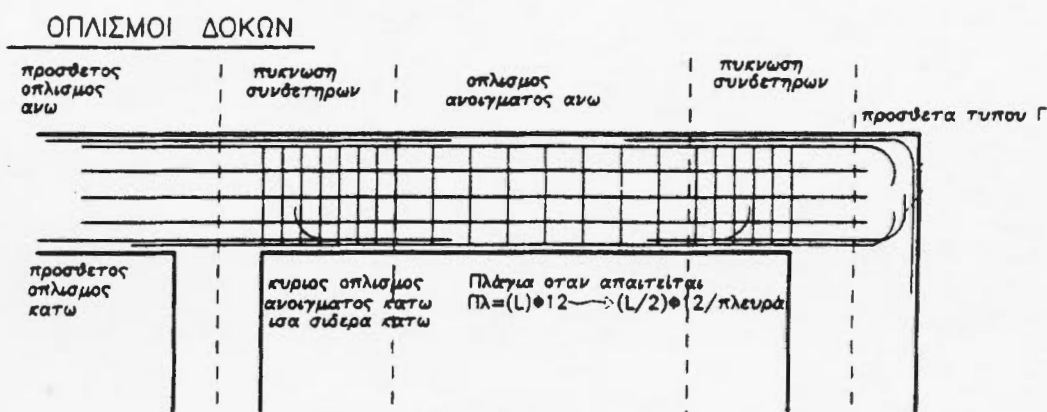 ΟΠΛΙΣΜΟΙ ΔΟΚΩΝ
προσθετος
οπλισμος
ανω
πυκνωση
συνδετηρων
οπλισμος
ανοιγματος ανω
πυκνωση
συνδετηρων
προσθετα τυπου Γ
προσθετος
οπλισμος
κατω
κυριος οπλισμος
ανοιγματος κατω
ισα σιδερα κατω
Πλάγια οταν απαιτείται
Πλ=(L)Φ12 → (L/2)Φ12/πλευρά